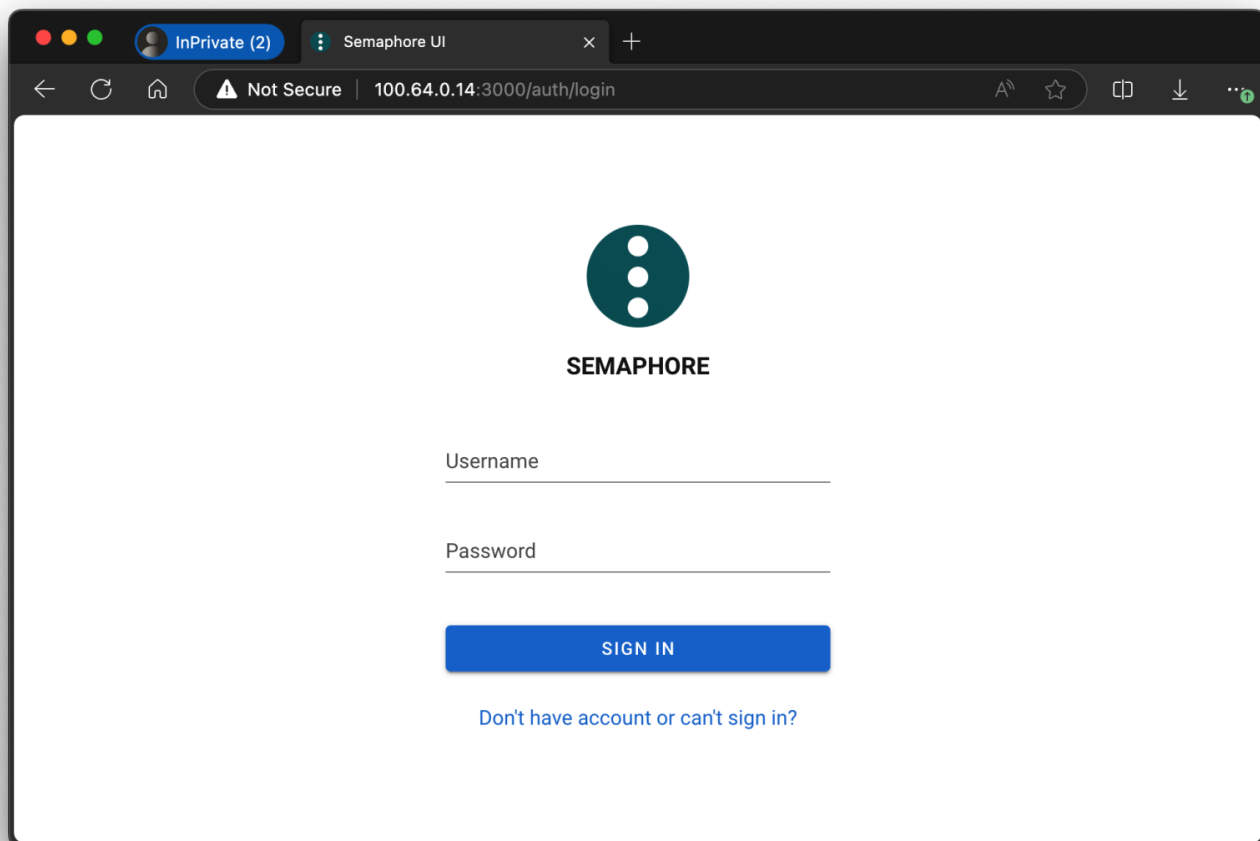 InPrivate (2)
Semaphore UI
Not Secure
100.64.0.14:3000/auth/login
SEMAPHORE
Username
Password
SIGN IN
Don't have account or can't sign in?